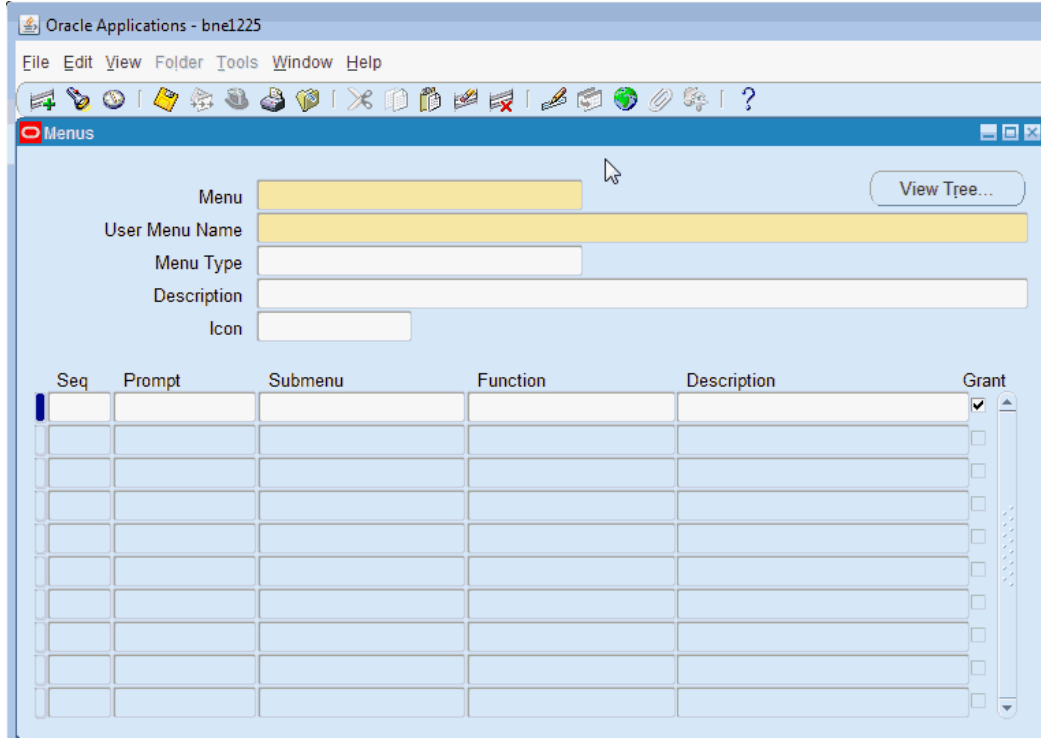 Oracle Applications - bne1225
File Edit View Folder Tools Window Help
?
Menus
Menu
View Tree...
User Menu Name
Menu Type
Description
Icon
Seq Prompt Submenu Function Description Grant